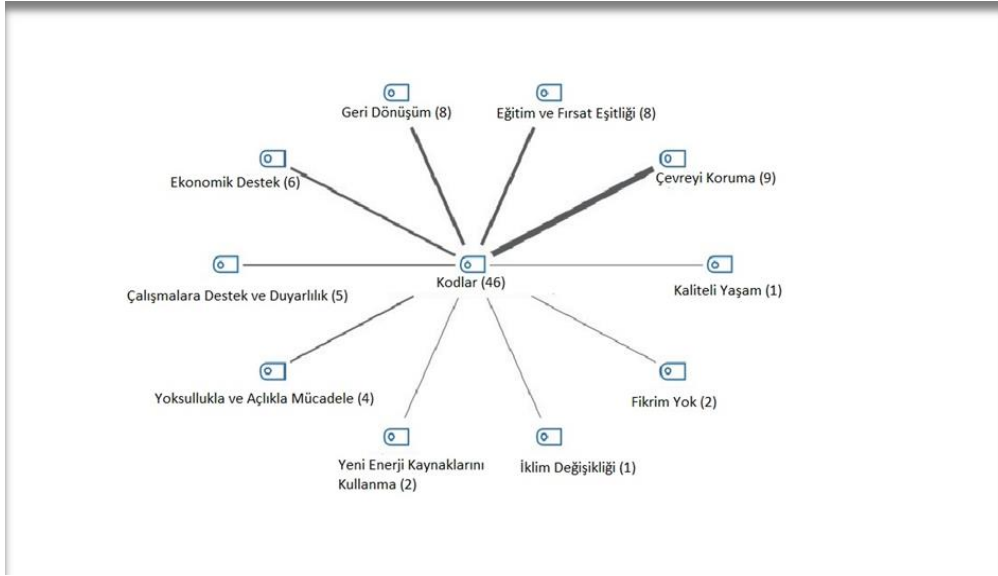 Geri Dönüşüm (8)
Eğitim ve Fırsat Eşitliği (8)
Ekonomik Destek (6)
Çevreyi Koruma (9)
Çalışmalara Destek ve Duyarlılık (5)
Kodlar (46)
Kaliteli Yaşam (1)
Yoksullukla ve Açlıkla Mücadele (4)
Fikrim Yok (2)
Yeni Enerji Kaynaklarını
Kullanma (2)
İklim Değişikliği (1)